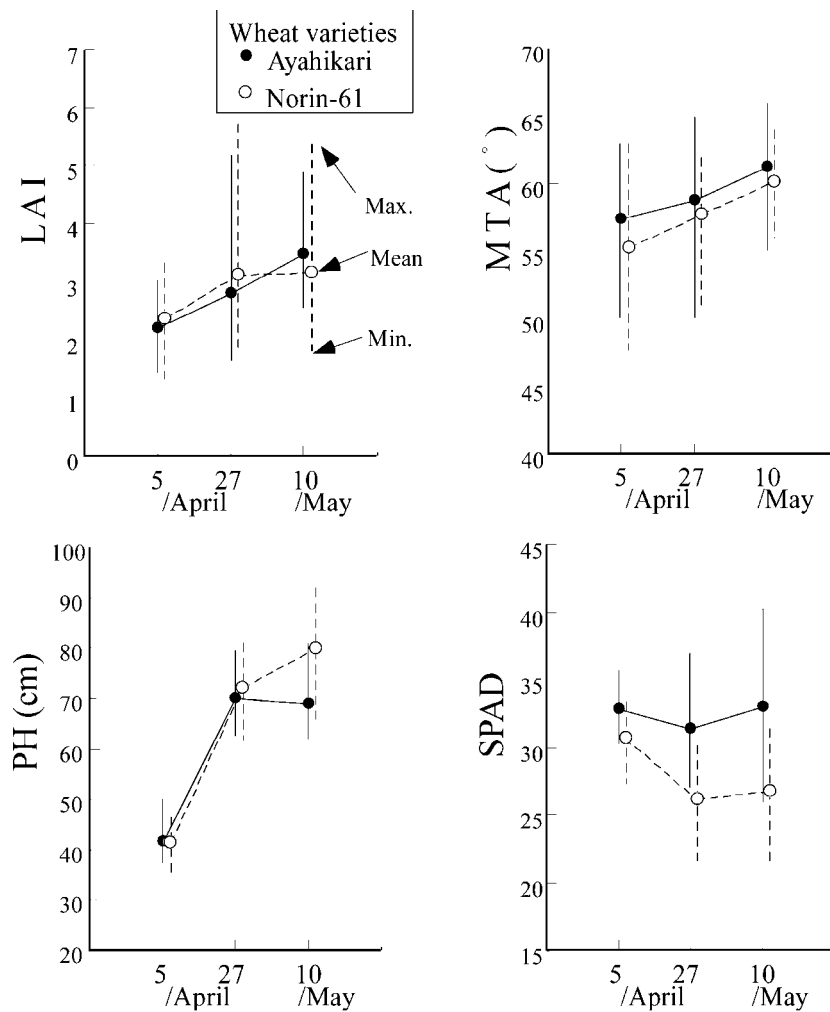 Wheat varieties
Ayahikari
Norin-61
LAI
7
6
5
4
3
2
1
0
Max.
Mean
Min.
5 27 10
/April /May
MTA(°)
70
65
60
55
50
45
40
5 27 10
/April /May
PH (cm)
100
90
80
70
60
50
40
30
20
5 27 10
/April /May
SPAD
45
40
35
30
25
20
15
5 27 10
/April /May